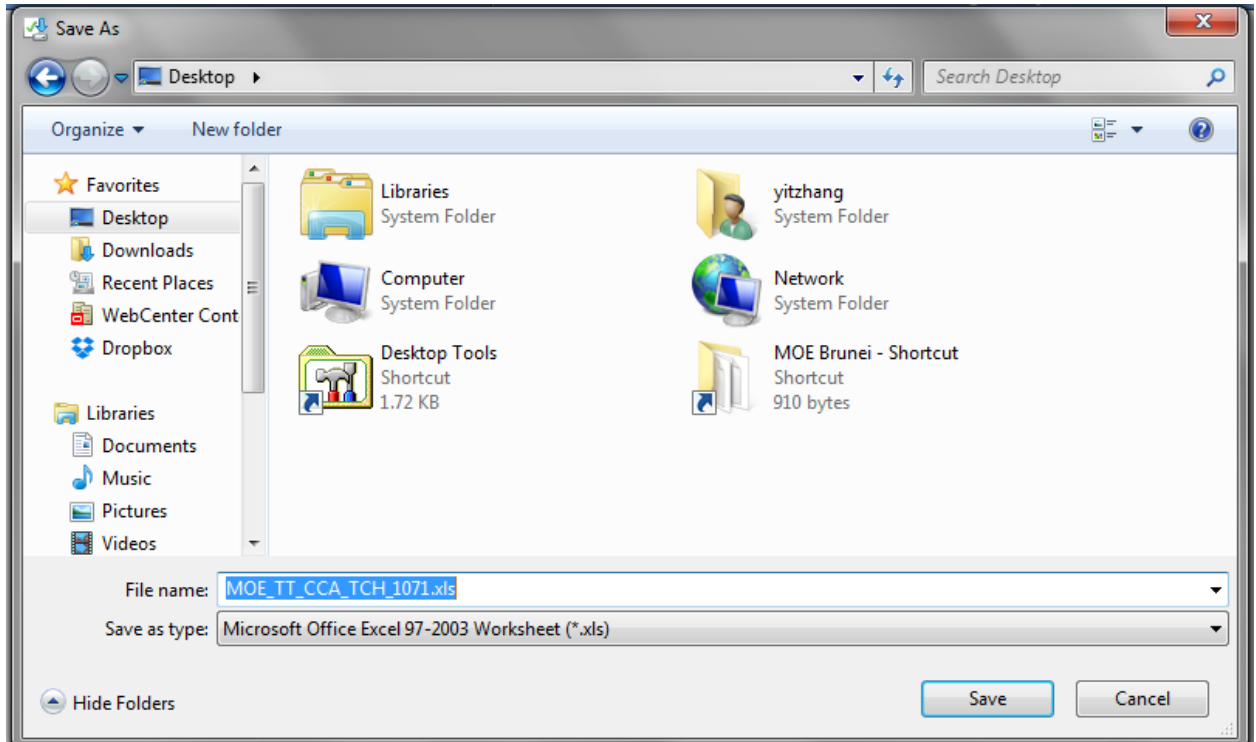 Save As
Desktop
Search Desktop
Organize
New folder
Favorites
Desktop
Downloads
Recent Places
WebCenter Cont
Dropbox
Libraries
Documents
Music
Pictures
Videos
Libraries
System Folder
yitzhang
System Folder
Computer
System Folder
Network
System Folder
Desktop Tools
Shortcut
1.72 KB
MOE Brunei - Shortcut
Shortcut
910 bytes
File name: MOE_TT_CCA_TCH_1071.xls
Save as type: Microsoft Office Excel 97-2003 Worksheet (*.xls)
Hide Folders
Save
Cancel